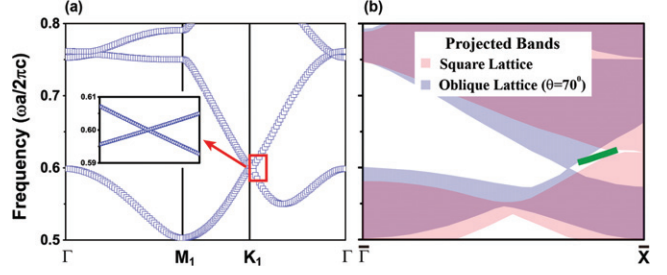 (a)
(b)
Frequency (ωa/2πc)
0.8
0.7
0.6
0.5
0.61
0.60
0.59
Γ
M1
K1
Γ
Projected Bands
Square Lattice
Oblique Lattice (θ=70⁰)
Γ̅
X̅